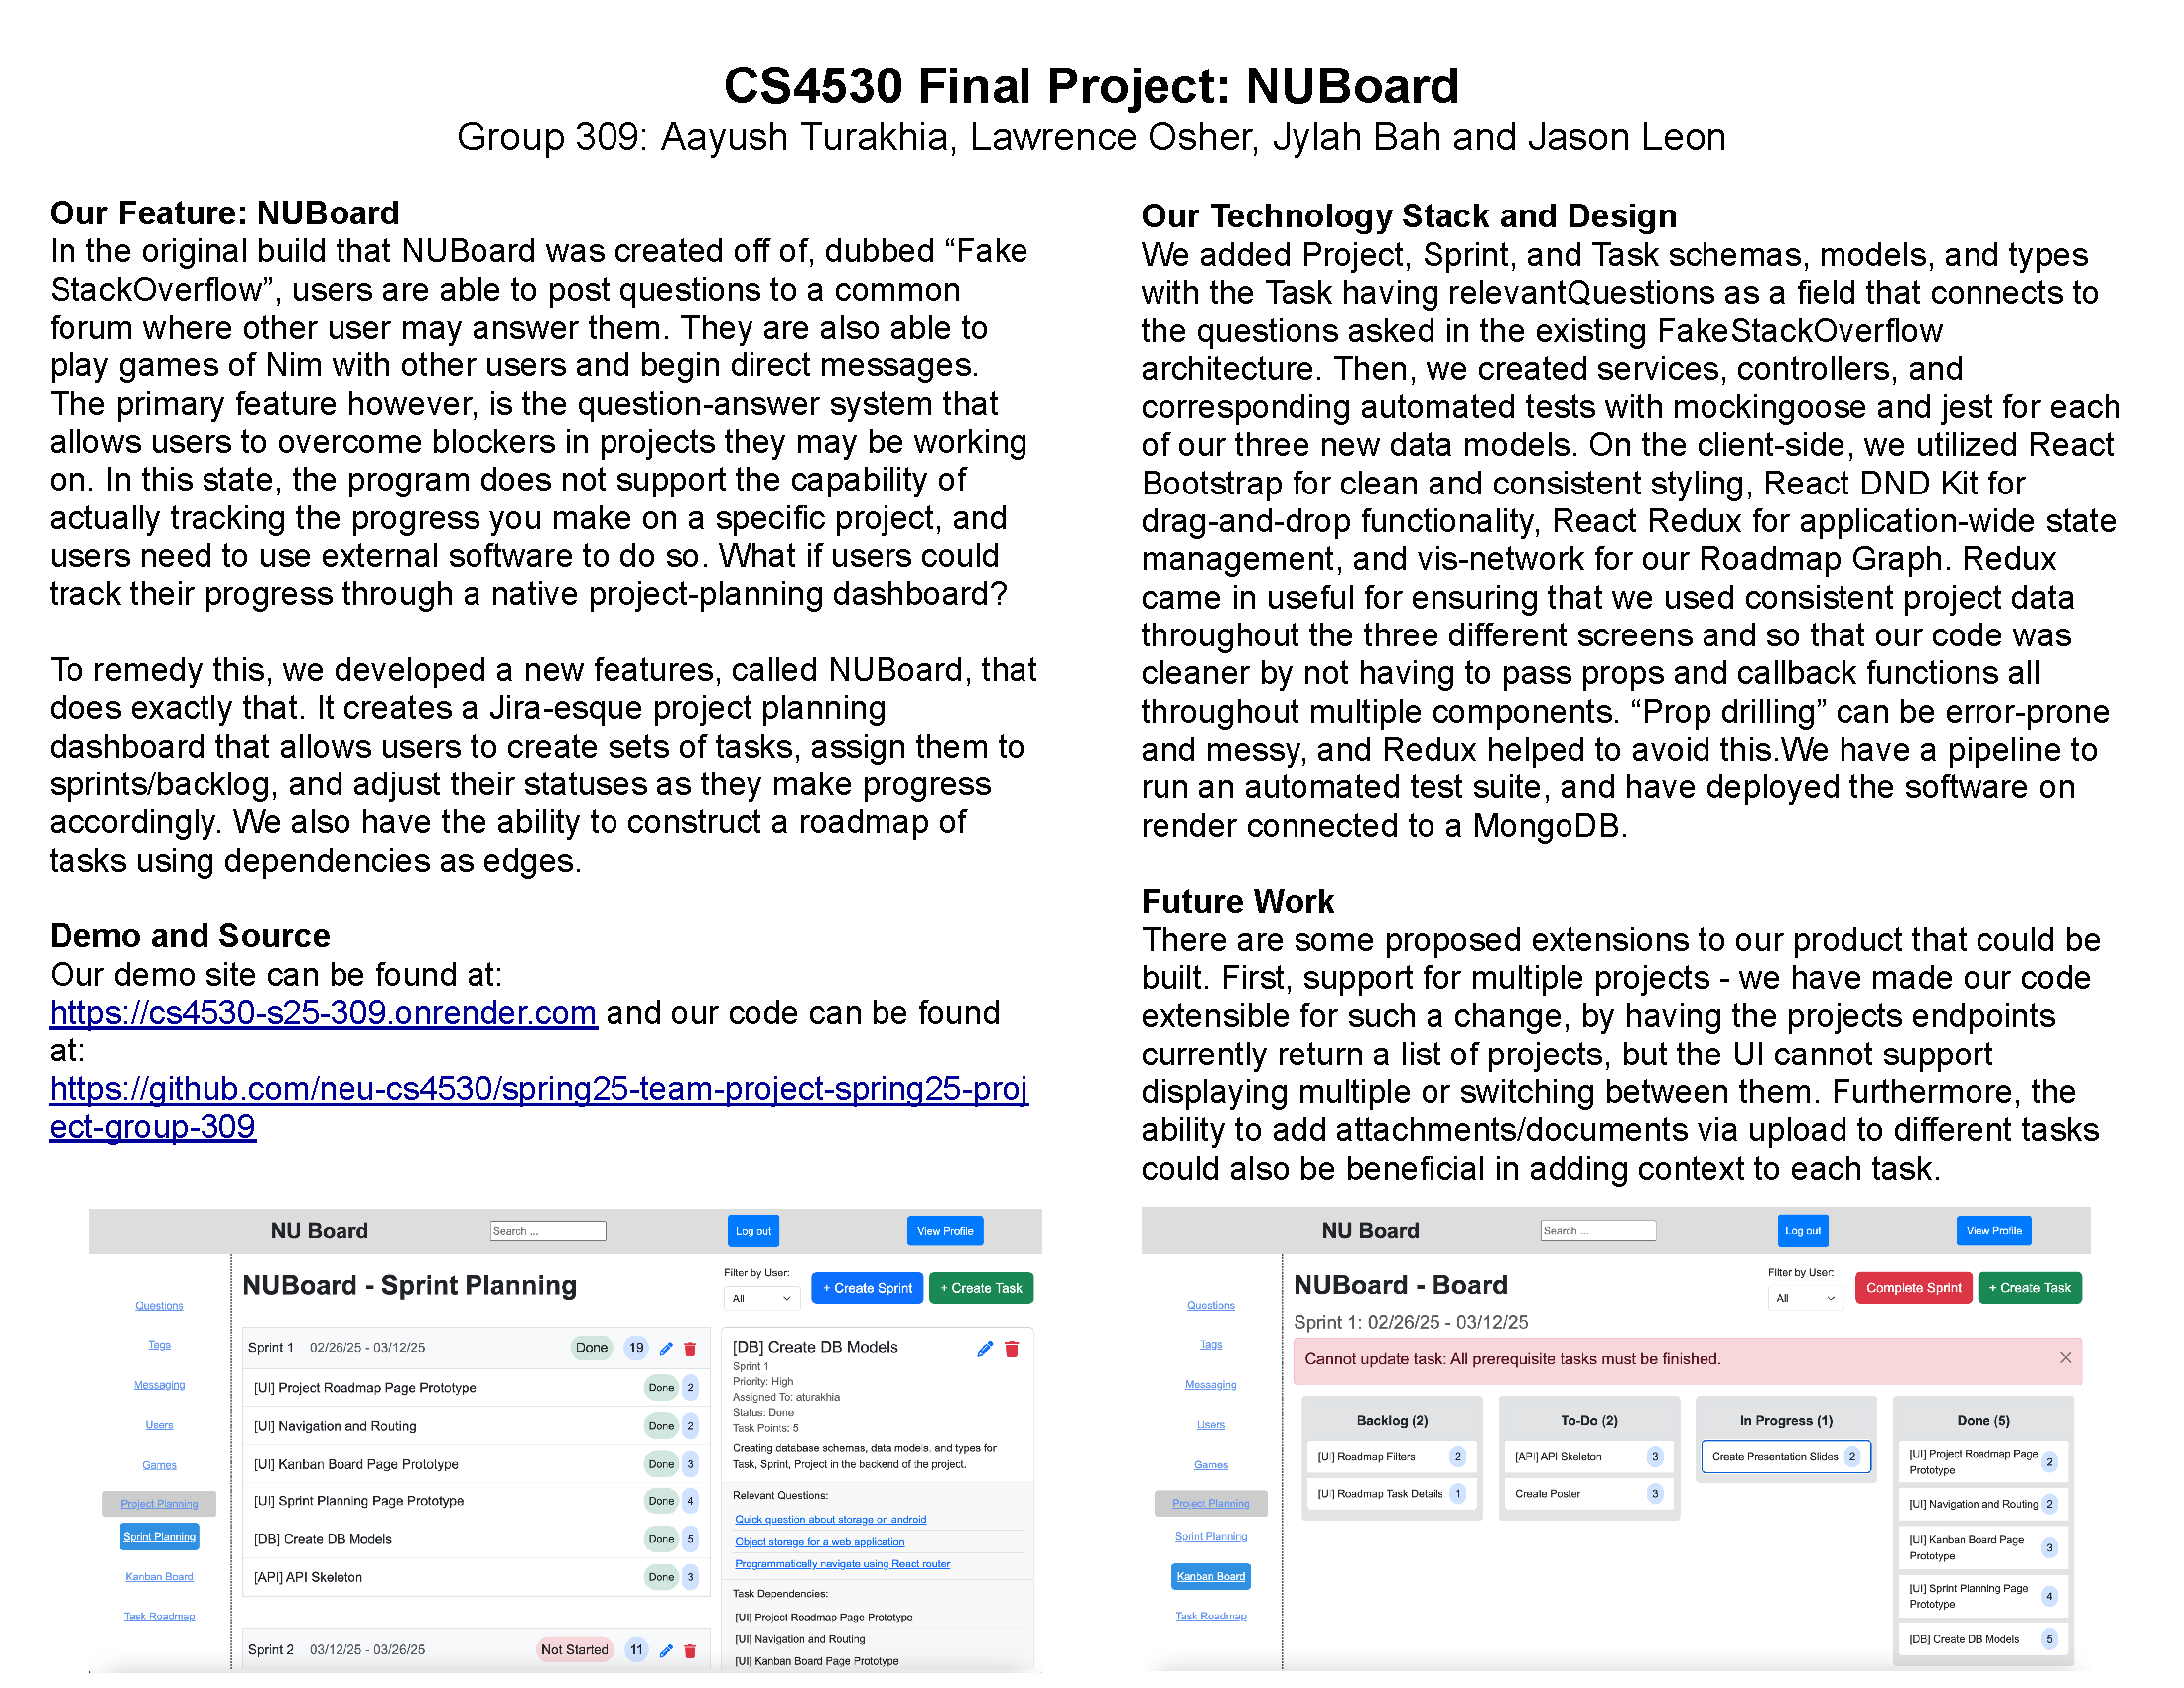 CS4530 Final Project: NUBoard
Group 309: Aayush Turakhia, Lawrence Osher, Jylah Bah and Jason Leon
Our Feature: NUBoard
In the original build that NUBoard was created off of, dubbed “Fake
StackOverflow”, users are able to post questions to a common
forum where other user may answer them. They are also able to
play games of Nim with other users and begin direct messages.
The primary feature however, is the question-answer system that
allows users to overcome blockers in projects they may be working
on. In this state, the program does not support the capability of
actually tracking the progress you make on a specific project, and
users need to use external software to do so. What if users could
track their progress through a native project-planning dashboard?
To remedy this, we developed a new features, called NUBoard, that
does exactly that. It creates a Jira-esque project planning
dashboard that allows users to create sets of tasks, assign them to
sprints/backlog, and adjust their statuses as they make progress
accordingly. We also have the ability to construct a roadmap of
tasks using dependencies as edges.
Demo and Source
Our demo site can be found at:
https://cs4530-s25-309.onrender.com and our code can be found
at:
https://github.com/neu-cs4530/spring25-team-project-spring25-proj
ect-group-309
Our Technology Stack and Design
We added Project, Sprint, and Task schemas, models, and types
with the Task having relevantQuestions as a field that connects to
the questions asked in the existing FakeStackOverflow
architecture. Then, we created services, controllers, and
corresponding automated tests with mockingoose and jest for each
of our three new data models. On the client-side, we utilized React
Bootstrap for clean and consistent styling, React DND Kit for
drag-and-drop functionality, React Redux for application-wide state
management, and vis-network for our Roadmap Graph. Redux
came in useful for ensuring that we used consistent project data
throughout the three different screens and so that our code was
cleaner by not having to pass props and callback functions all
throughout multiple components. “Prop drilling” can be error-prone
and messy, and Redux helped to avoid this.We have a pipeline to
run an automated test suite, and have deployed the software on
render connected to a MongoDB.
Future Work
There are some proposed extensions to our product that could be
built. First, support for multiple projects - we have made our code
extensible for such a change, by having the projects endpoints
currently return a list of projects, but the UI cannot support
displaying multiple or switching between them. Furthermore, the
ability to add attachments/documents via upload to different tasks
could also be beneficial in adding context to each task.
NU Board
Search ...
Log out
View Profile
Questions
Tags
Messaging
Users
Games
Project Planning
Sprint Planning
Kanban Board
Task Roadmap
NUBoard - Sprint Planning
Filter by User:
All
+ Create Sprint
+ Create Task
Sprint 1 02/26/25 - 03/12/25 Done 19
[UI] Project Roadmap Page Prototype Done 2
[UI] Navigation and Routing Done 2
[UI] Kanban Board Page Prototype Done 3
[UI] Sprint Planning Page Prototype Done 4
[DB] Create DB Models Done 5
[API] API Skeleton Done 3
Sprint 2 03/12/25 - 03/26/25 Not Started 11
[DB] Create DB Models
Sprint 1
Priority: High
Assigned To: aturakhia
Status: Done
Task Points: 5
Creating database schemas, data models, and types for
Task, Sprint, Project in the backend of the project.
Relevant Questions:
Quick question about storage on android
Object storage for a web application
Programmatically navigate using React router
Task Dependencies:
[UI] Project Roadmap Page Prototype
[UI] Navigation and Routing
[UI] Kanban Board Page Prototype
NU Board
Search ...
Log out
View Profile
Questions
Tags
Messaging
Users
Games
Project Planning
Sprint Planning
Kanban Board
Task Roadmap
NUBoard - Board
Filter by User:
All
Complete Sprint
+ Create Task
Sprint 1: 02/26/25 - 03/12/25
Cannot update task: All prerequisite tasks must be finished.
Backlog (2)
[UI] Roadmap Filters 2
[UI] Roadmap Task Details 1
To-Do (2)
[API] API Skeleton 3
Create Poster 3
In Progress (1)
Create Presentation Slides 2
Done (5)
[UI] Project Roadmap Page
Prototype 2
[UI] Navigation and Routing 2
[UI] Kanban Board Page
Prototype 3
[UI] Sprint Planning Page
Prototype 4
[DB] Create DB Models 5